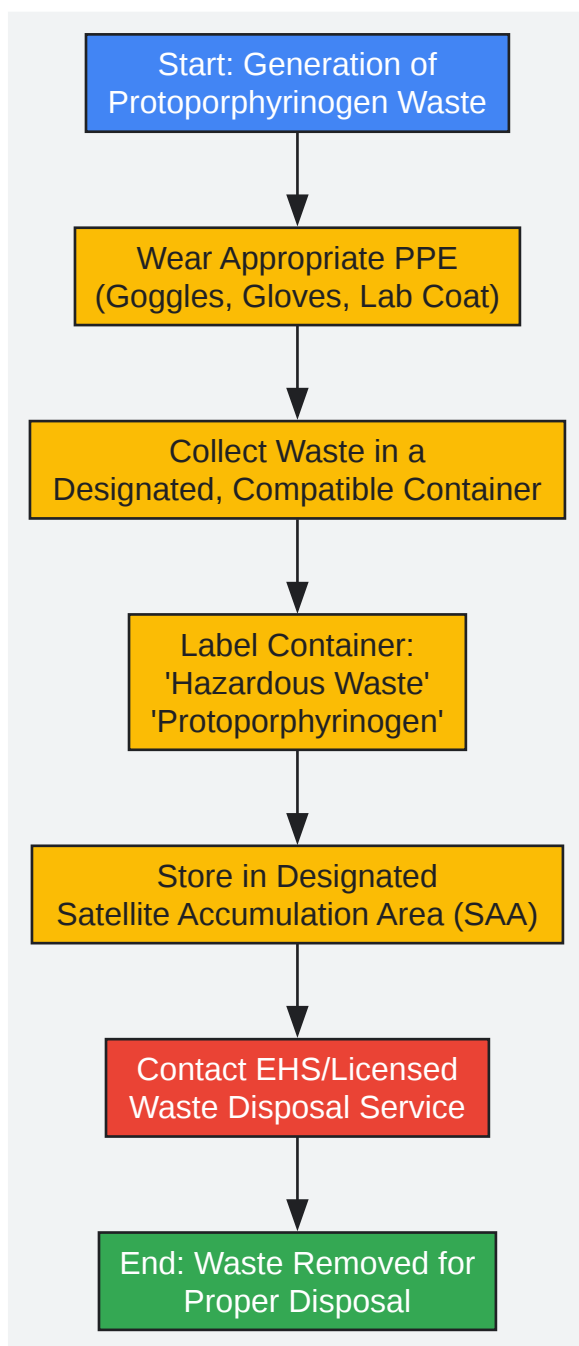 Start: Generation of
Protoporphyrinogen Waste
Wear Appropriate PPE
(Goggles, Gloves, Lab Coat)
Collect Waste in a
Designated, Compatible Container
Label Container:
'Hazardous Waste'
'Protoporphyrinogen'
Store in Designated
Satellite Accumulation Area (SAA)
Contact EHS/Licensed
Waste Disposal Service
End: Waste Removed for
Proper Disposal